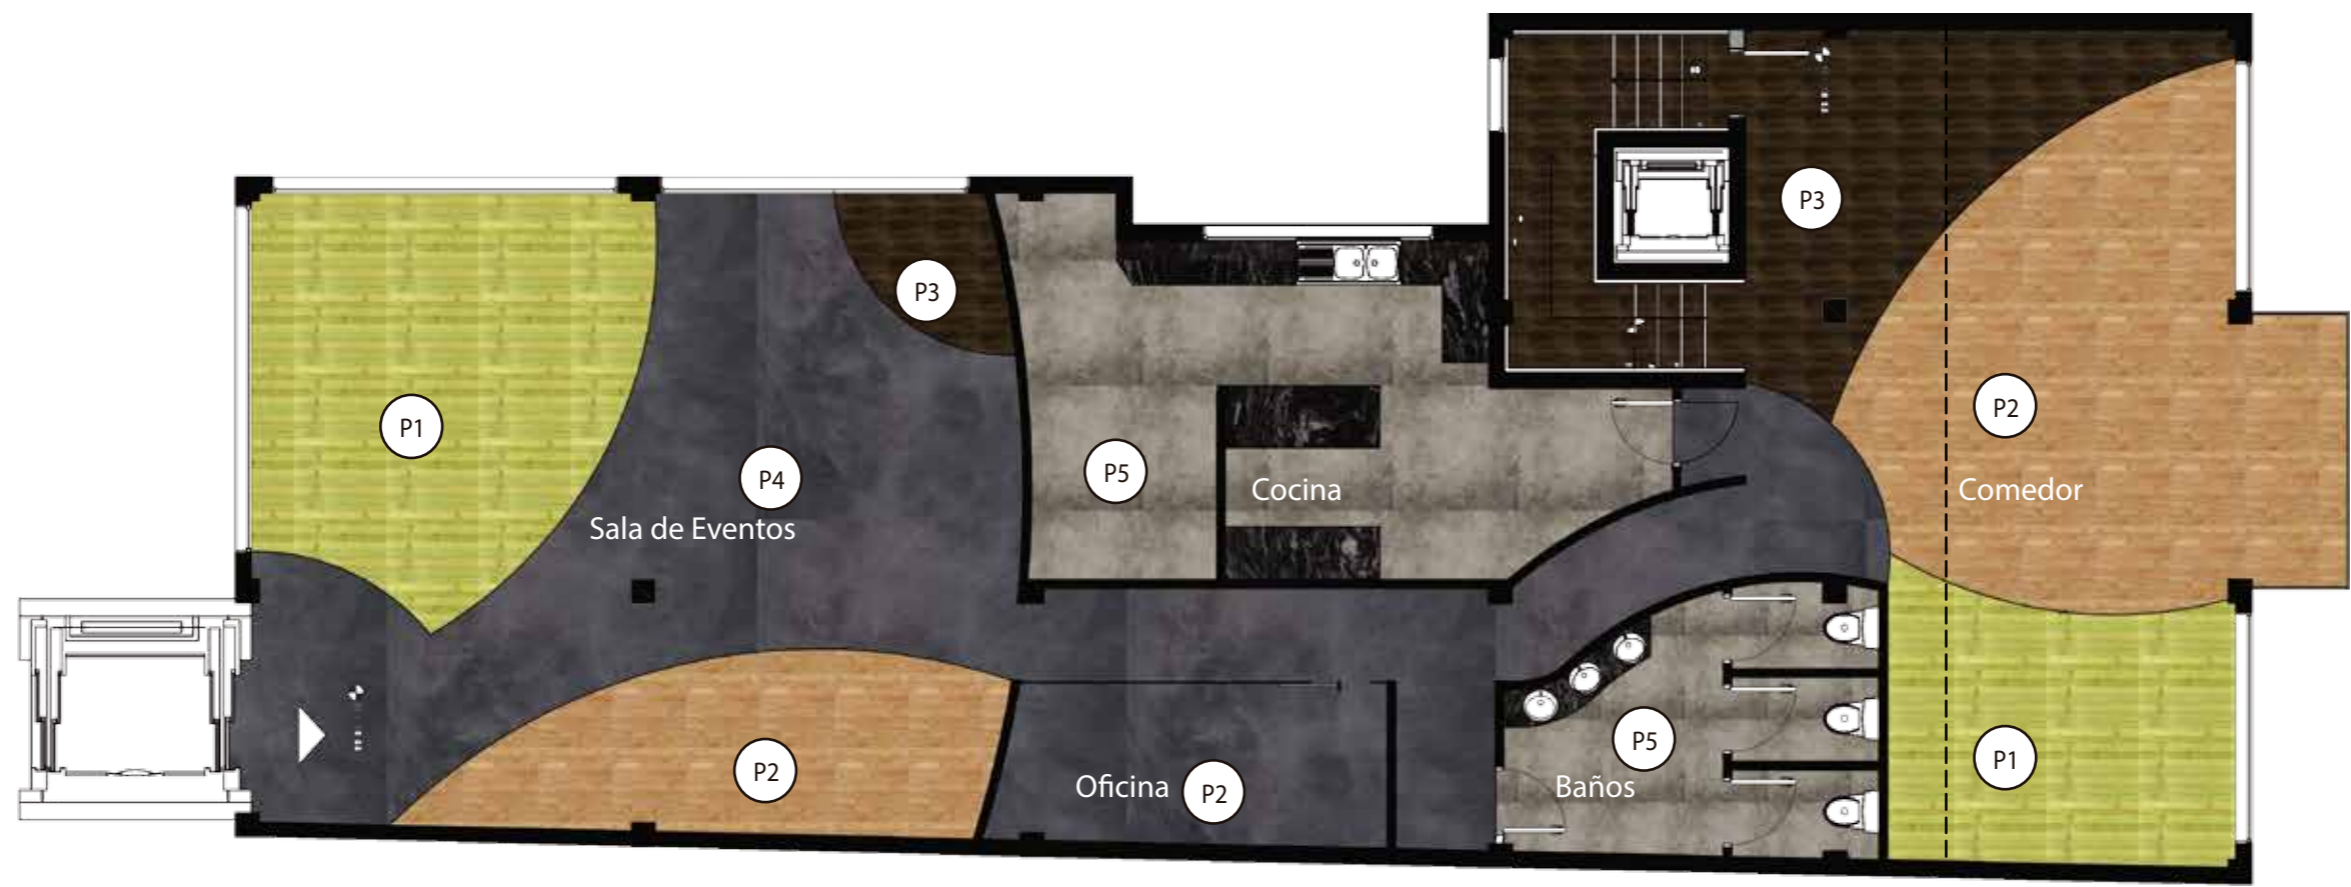 P3
P3
P1
P2
P4
P5
Cocina
Comedor
Sala de Eventos
P2
Oficina
P2
P5
Baños
P1